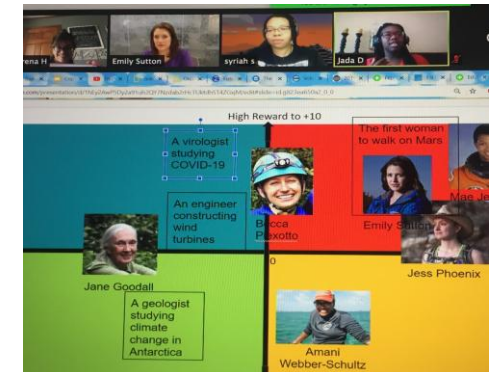 rena H
Emily Sutton
syriah s
Jada D
High Reward to +10
A virologist
studying
COVID-19
The first woman
to walk on Mars
An engineer
constructing
wind
turbines
Becca
Peixotto
Emily Sutton
Mae Je
Jane Goodall
0
Jess Phoenix
A geologist
studying
climate
change in
Antarctica
Amani
Webber-Schultz